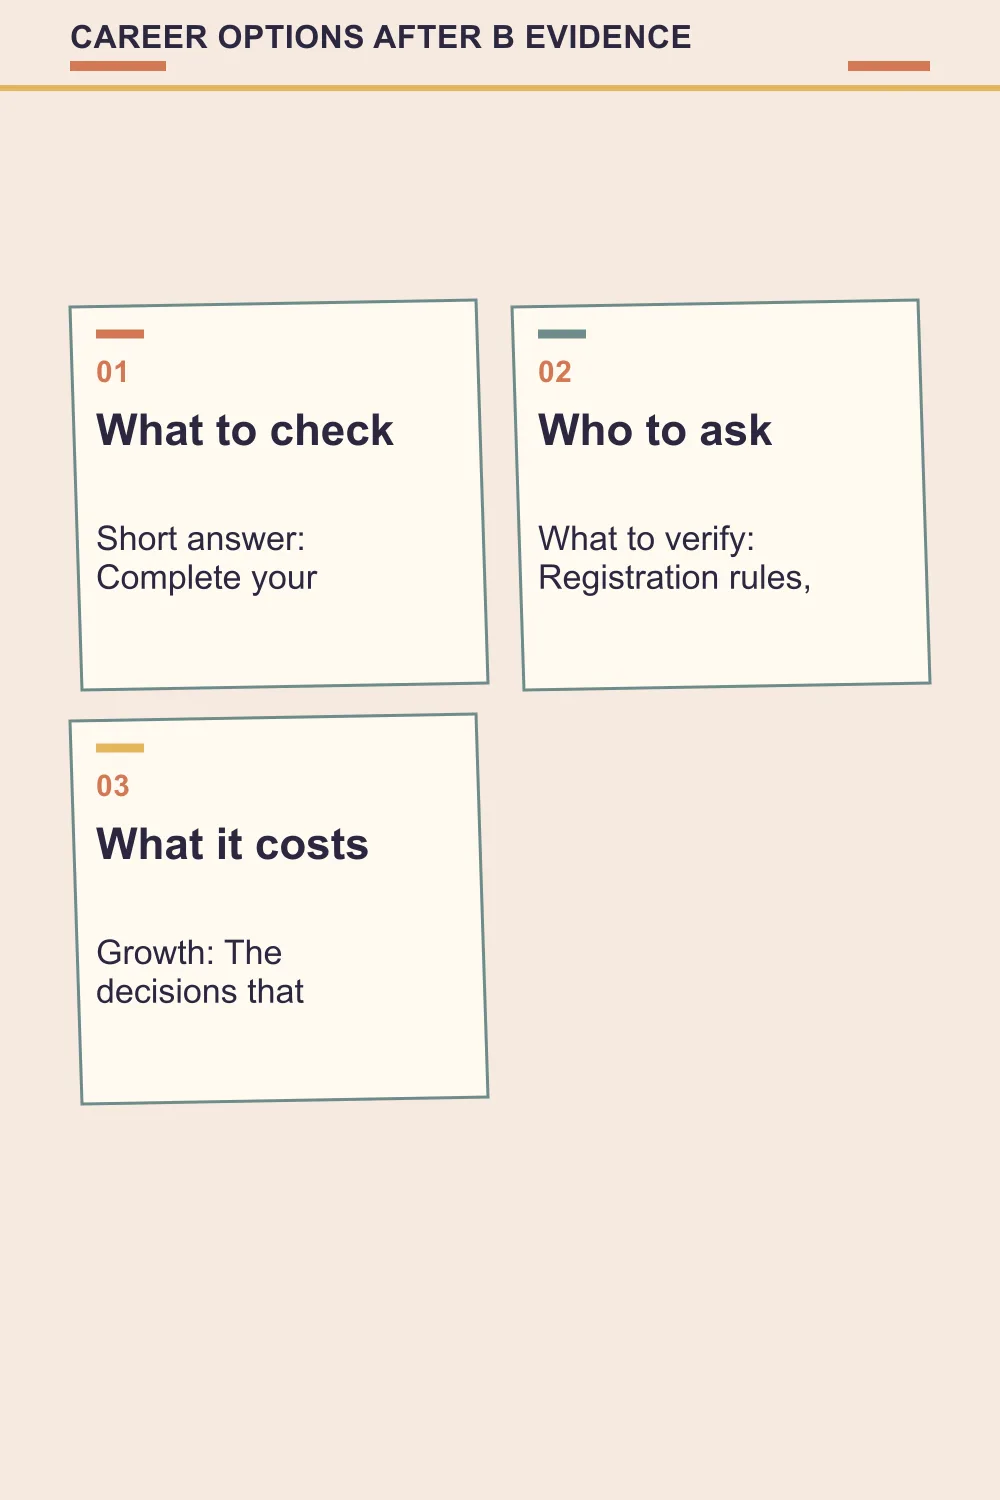 CAREER OPTIONS AFTER B EVIDENCE
01
What to check
Short answer:
Complete your
02
Who to ask
What to verify:
Registration rules,
03
What it costs
Growth: The
decisions that